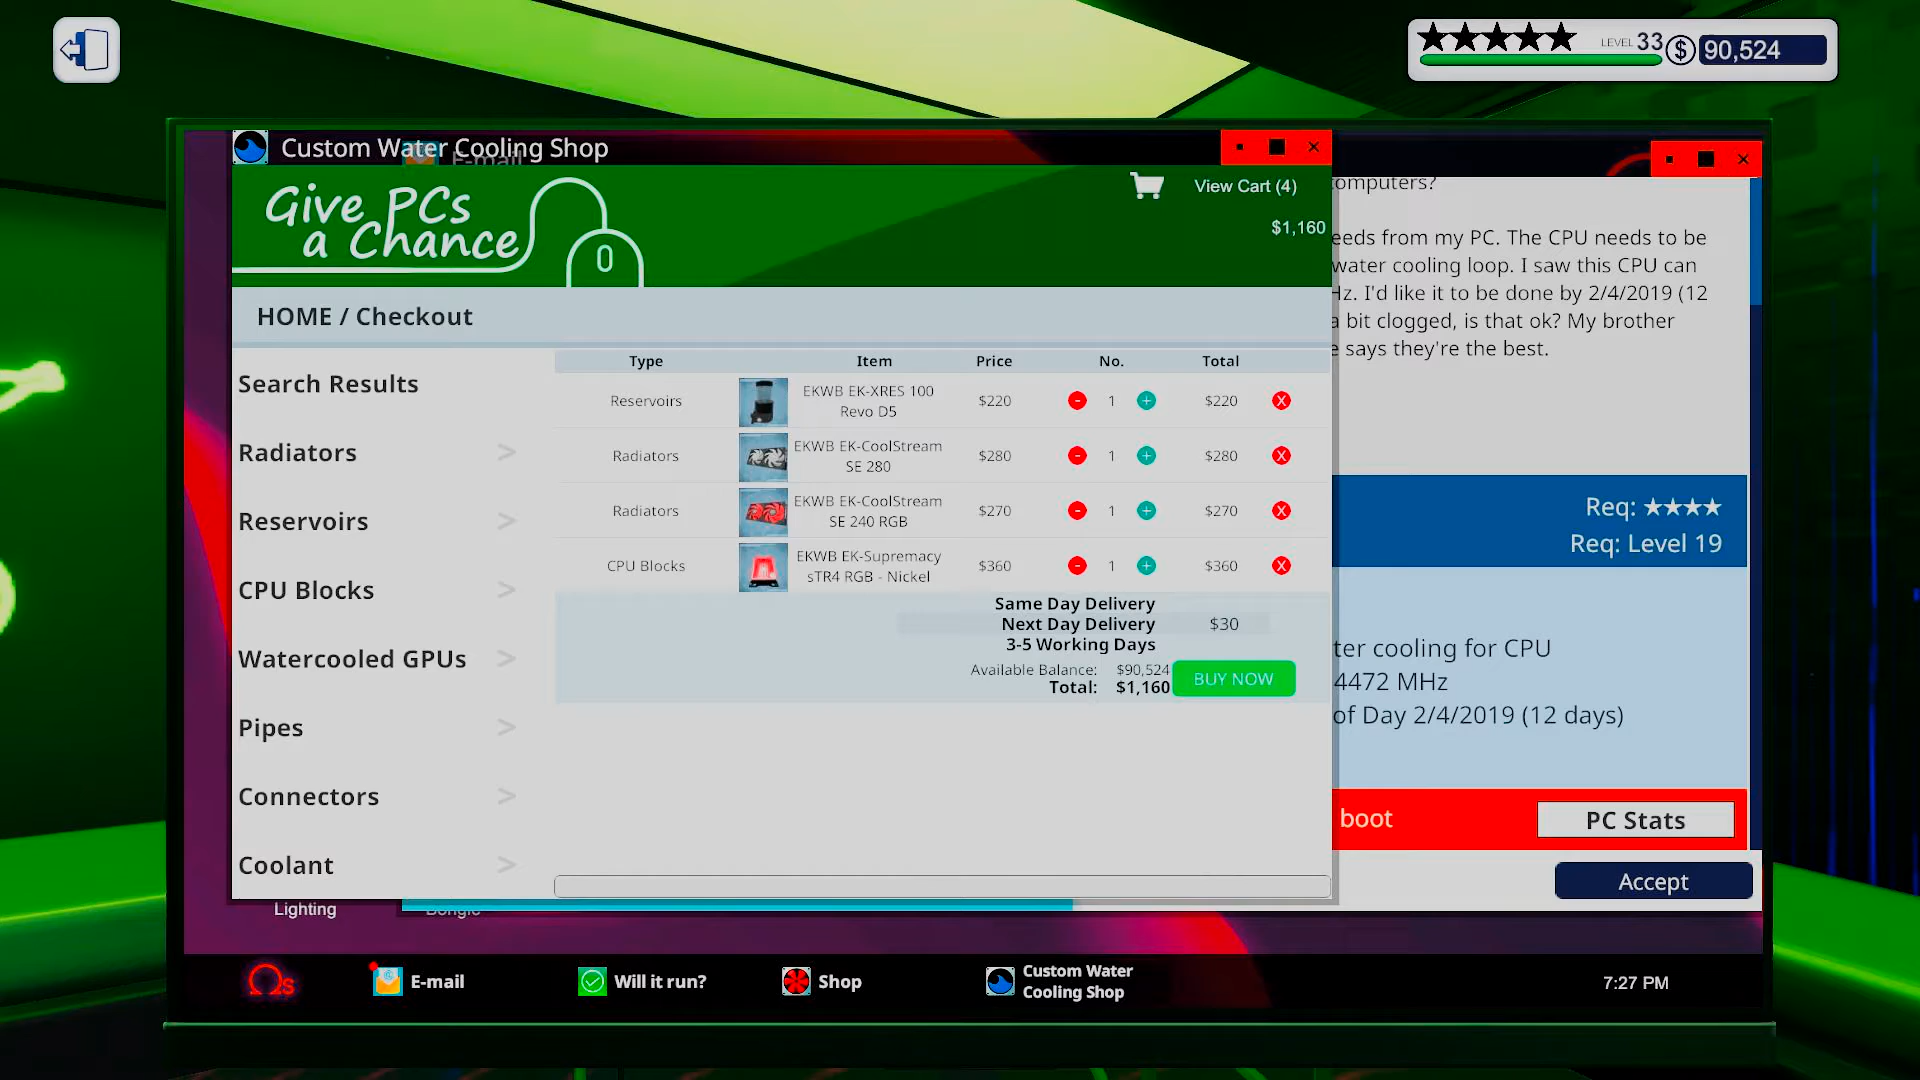 LEVEL 33
$ 90,524
Custom Water Cooling Shop
E-mail
Give PCs
a Chance
View Cart (4)
$1,160
HOME / Checkout
Search Results
Radiators >
Reservoirs >
CPU Blocks >
Watercooled GPUs >
Pipes >
Connectors >
Coolant >
Type Item Price No. Total
Reservoirs EKWB EK-XRES 100 Revo D5 $220 - 1 + $220 X
Radiators EKWB EK-CoolStream SE 280 $280 - 1 + $280 X
Radiators EKWB EK-CoolStream SE 240 RGB $270 - 1 + $270 X
CPU Blocks EKWB EK-Supremacy sTR4 RGB - Nickel $360 - 1 + $360 X
Same Day Delivery
Next Day Delivery $30
3-5 Working Days
Available Balance: $90,524
Total: $1,160
BUY NOW
omputers?
eeds from my PC. The CPU needs to be
water cooling loop. I saw this CPU can
Hz. I'd like it to be done by 2/4/2019 (12
a bit clogged, is that ok? My brother
e says they're the best.
Req: ★★★★
Req: Level 19
ter cooling for CPU
4472 MHz
of Day 2/4/2019 (12 days)
boot
PC Stats
Accept
Lighting
Ωs
E-mail
Will it run?
Shop
Custom Water
Cooling Shop
7:27 PM